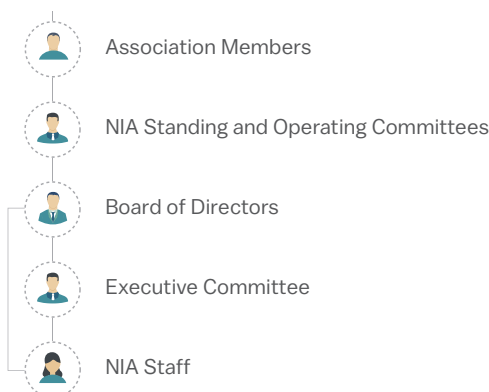 Association Members
NIA Standing and Operating Committees
Board of Directors
Executive Committee
NIA Staff